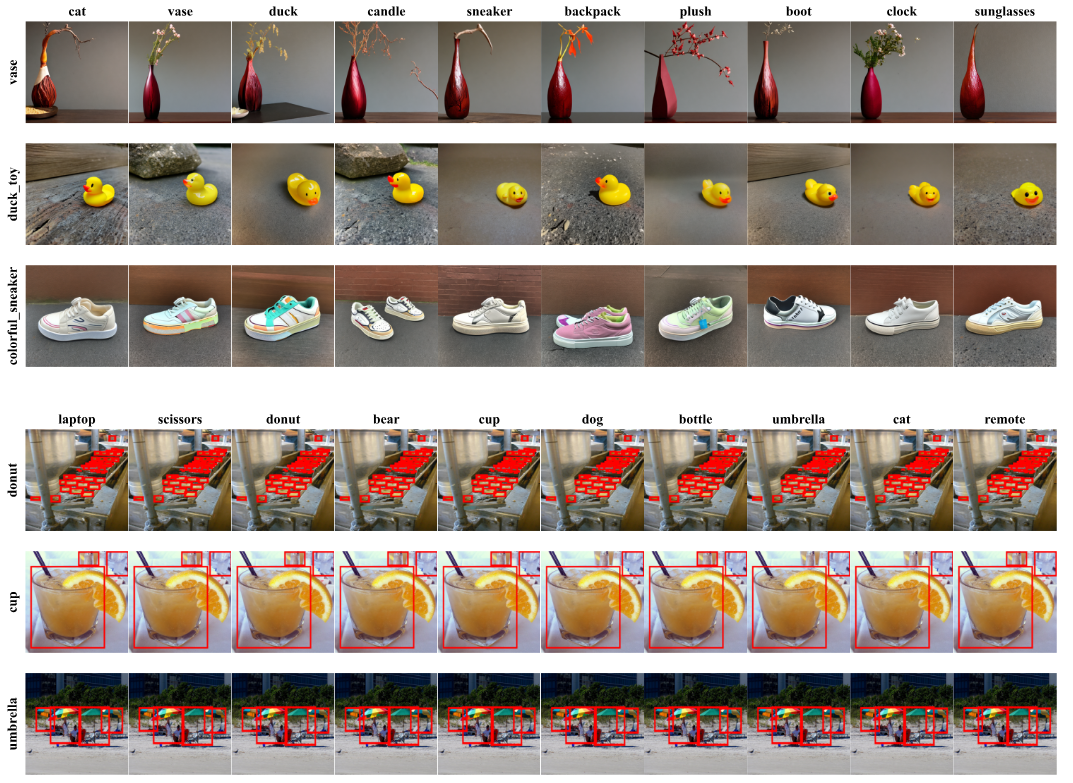 cat vase duck candle sneaker backpack plush boot clock sunglasses
vase
duck_toy
colorful_sneaker
laptop scissors donut bear cup dog bottle umbrella cat remote
donut
cup
umbrella